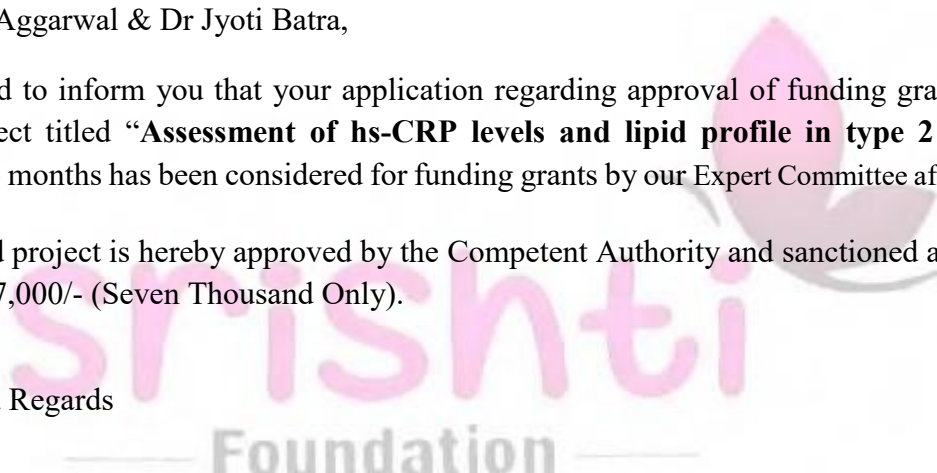 Aggarwal & Dr Jyoti Batra,
d to inform you that your application regarding approval of funding gra
ect titled “Assessment of hs-CRP levels and lipid profile in type 2
months has been considered for funding grants by our Expert Committee af
d project is hereby approved by the Competent Authority and sanctioned a
7,000/- (Seven Thousand Only).
srishti
Regards
Foundation